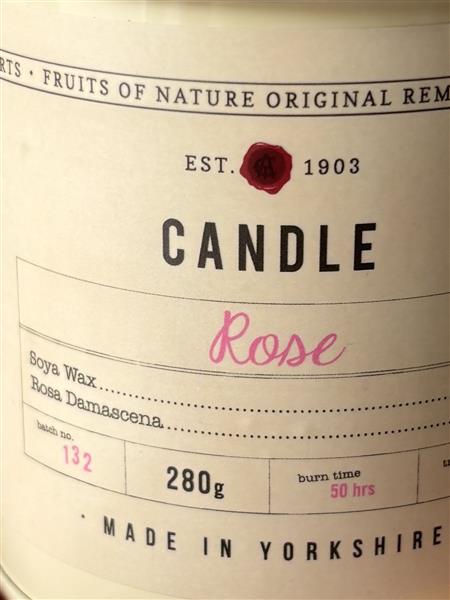 RTS · FRUITS OF NATURE ORIGINAL REM
EST. 1903
CANDLE
Rose
Soya Wax
Rosa Damascena
batch no.
132
280g
burn time
50 hrs
· MADE IN YORKSHIRE